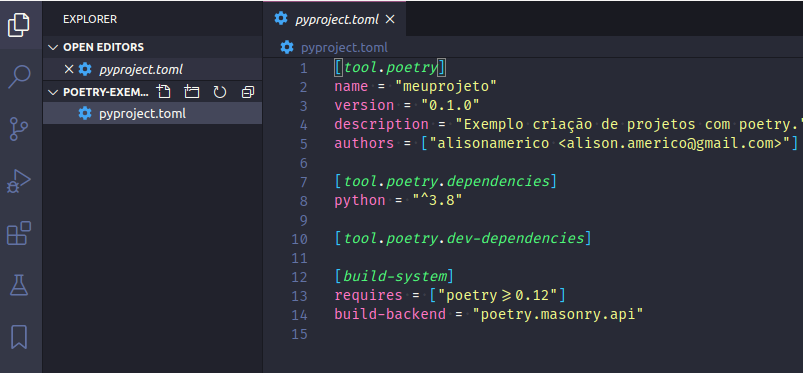 EXPLORER
OPEN EDITORS
pyproject.toml
POETRY-EXEM...
pyproject.toml
pyproject.toml
pyproject.toml
1 [tool.poetry]
2 name = "meuprojeto"
3 version = "0.1.0"
4 description = "Exemplo criação de projetos com poetry."
5 authors = ["alisonamerico <alison.americo@gmail.com>"]
6
7 [tool.poetry.dependencies]
8 python = "^3.8"
9
10 [tool.poetry.dev-dependencies]
11
12 [build-system]
13 requires = ["poetry>=0.12"]
14 build-backend = "poetry.masonry.api"
15